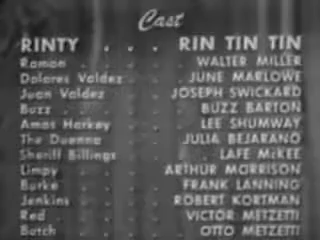 Cast
RINTY . . . RIN TIN TIN
Ramon . . . . WALTER MILLER
Dolores Valdez . . JUNE MARLOWE
Juan Valdez . . JOSEPH SWICKARD
Buzz . . . . . BUZZ BARTON
Amos Harkey . . . LEE SHUMWAY
The Duenna . . JULIA BEJARANO
Sheriff Billings . . . LAFE McKEE
Limpy . . . ARTHUR MORRISON
Burke . . . . FRANK LANNING
Jenkins . . . ROBERT KORTMAN
Red . . . . VICTOR METZETTI
Butch . . . . OTTO METZETTI